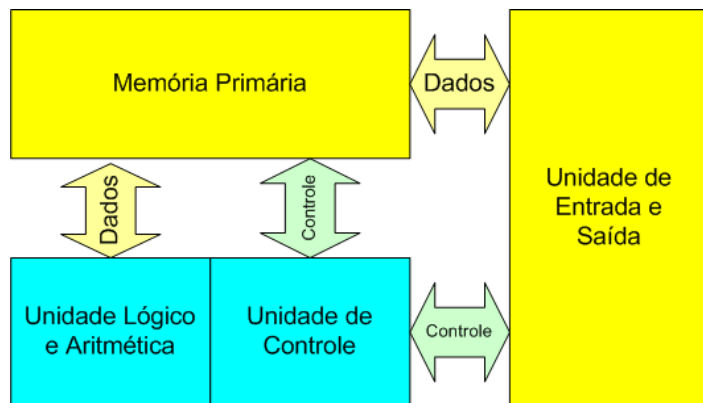 Memória Primária
Dados
Unidade de
Entrada e
Saída
Dados
Controle
Unidade Lógico
e Aritmética
Unidade de
Controle
Controle